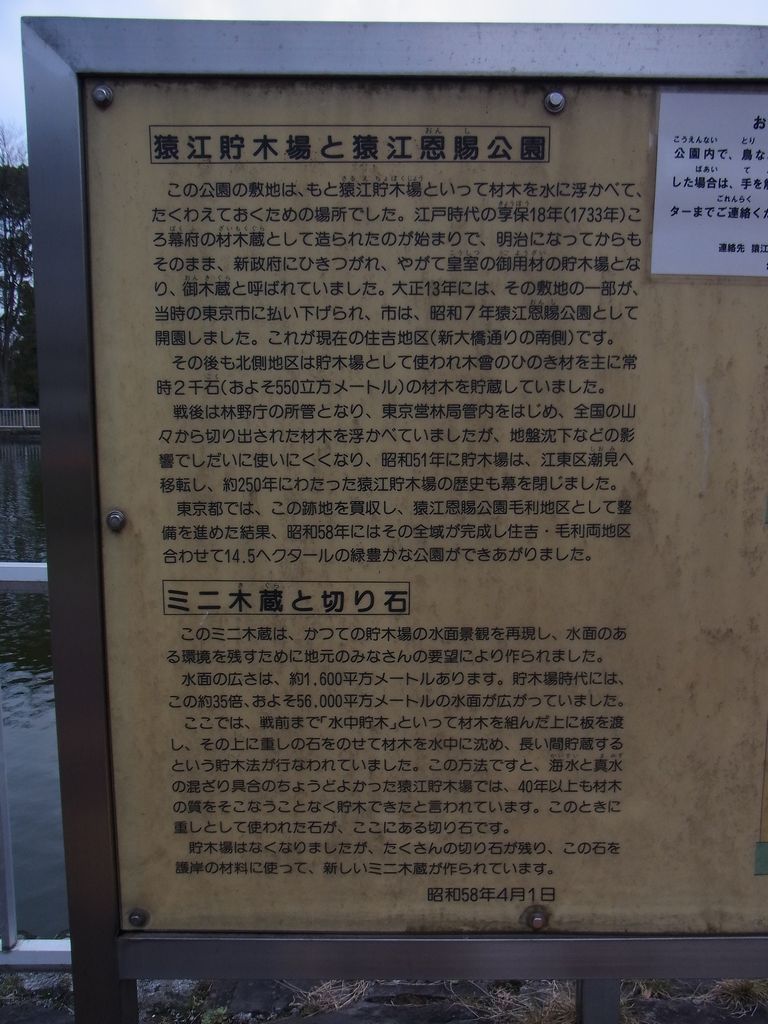 猿江貯木場と猿江恩賜公園
この公園の敷地は、もと猿江貯木場といって材木を水に浮かべて、
たくわえておくための場所でした。江戸時代の享保18年(1733年)こ
ろ幕府の材木蔵として造られたのが始まりで、明治になってからも
そのまま、新政府にひきつがれ、やがて皇室の御用材の貯木場とな
り、御木蔵と呼ばれていました。大正13年には、その敷地の一部が、
当時の東京市に払い下げられ、市は、昭和7年猿江恩賜公園として
開園しました。これが現在の住吉地区(新大橋通りの南側)です。
その後も北側地区は貯木場として使われ木曾のひのき材を主に常
時2千石(およそ550立方メートル)の材木を貯蔵していました。
戦後は林野庁の所管となり、東京営林局管内をはじめ、全国の山
々から切り出された材木を浮かべていましたが、地盤沈下などの影
響でしだいに使いにくくなり、昭和51年に貯木場は、江東区潮見へ
移転し、約250年にわたった猿江貯木場の歴史も幕を閉じました。
東京都では、この跡地を買収し、猿江恩賜公園毛利地区として整
備を進めた結果、昭和58年にはその全域が完成し住吉・毛利両地区
合わせて14.5ヘクタールの緑豊かな公園ができあがりました。
ミニ木蔵と切り石
このミニ木蔵は、かつての貯木場の水面景観を再現し、水面のあ
る環境を残すために地元のみなさんの要望により作られました。
水面の広さは、約1,600平方メートルあります。貯木場時代には、
この約35倍、およそ56,000平方メートルの水面が広がっていました。
ここでは、戦前まで「水中貯木」といって材木を組んだ上に板を渡
し、その上に重しの石をのせて材木を水中に沈め、長い間貯蔵する
という貯木法が行なわれていました。この方法ですと、海水と真水
の混ざり具合のちょうどよかった猿江貯木場では、40年以上も材木
の質をそこなうことなく貯木できたと言われています。このときに
重しとして使われた石が、ここにある切り石です。
貯木場はなくなりましたが、たくさんの切り石が残り、この石を
護岸の材料に使って、新しいミニ木蔵が作られています。
昭和58年4月1日
お
公園内で、鳥な
した場合は、手を
ターまでご連絡く
連絡先 猿江